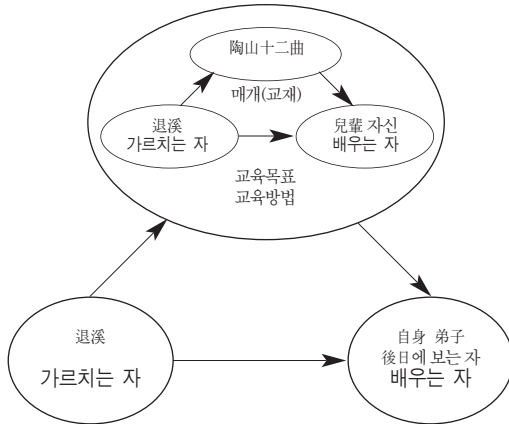 陶山十二曲
매개(교재)
退溪
가르치는 자
兒輩 자신
배우는 자
교육목표
교육방법
退溪
가르치는 자
自身 弟子
後日에 보는 자
배우는 자